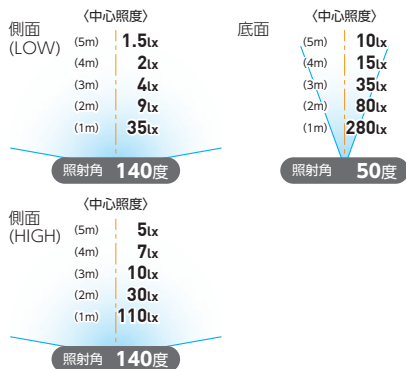 側面
(LOW)
〈中心照度〉
(5m) 1.5lx
(4m) 2lx
(3m) 4lx
(2m) 9lx
(1m) 35lx
照射角 140度
底面
〈中心照度〉
(5m) 10lx
(4m) 15lx
(3m) 35lx
(2m) 80lx
(1m) 280lx
照射角 50度
側面
(HIGH)
〈中心照度〉
(5m) 5lx
(4m) 7lx
(3m) 10lx
(2m) 30lx
(1m) 110lx
照射角 140度